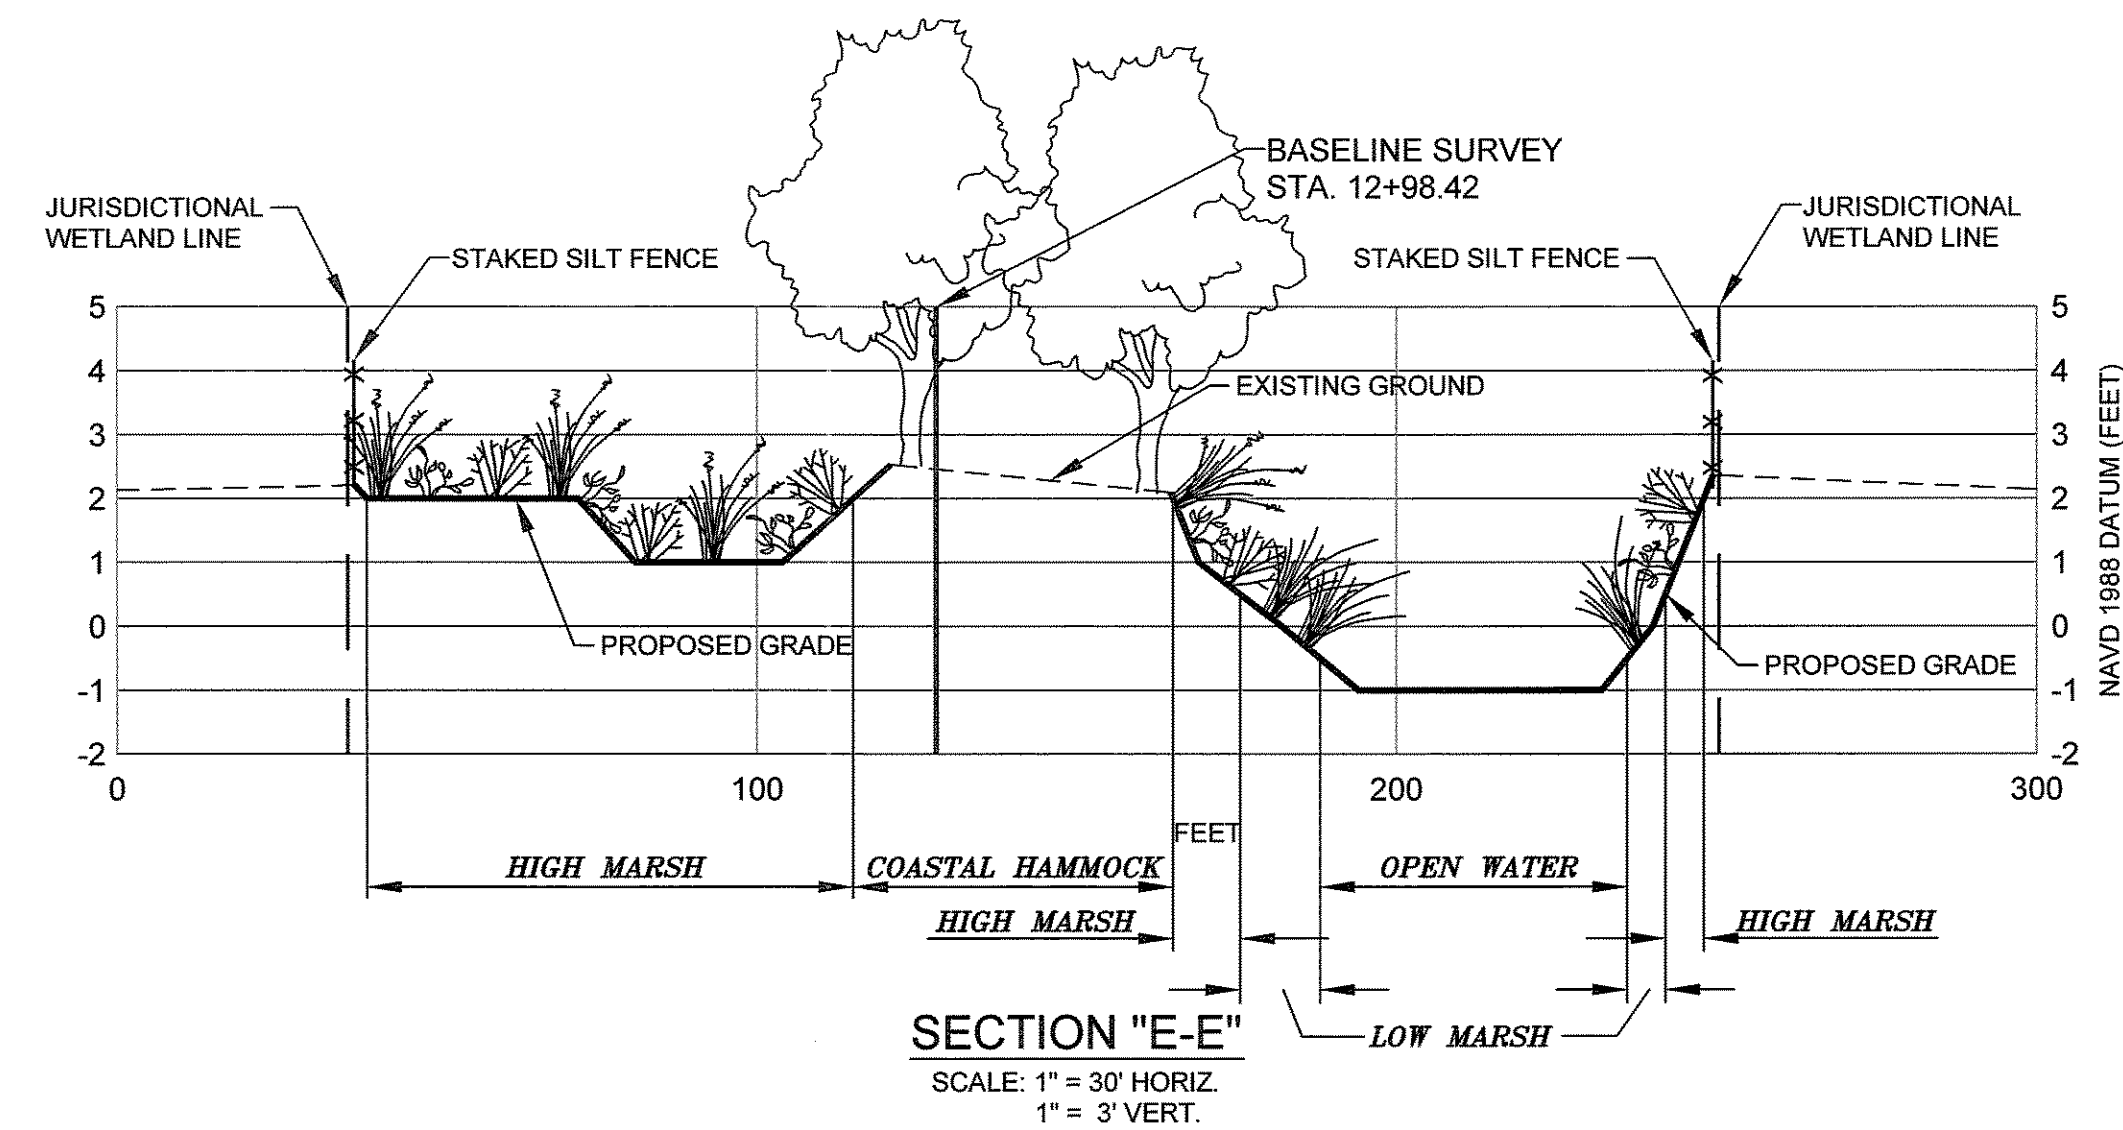 BASELINE SURVEY
STA. 12+98.42
JURISDICTIONAL
WETLAND LINE
JURISDICTIONAL
WETLAND LINE
STAKED SILT FENCE
STAKED SILT FENCE
5
5
4
4
EXISTING GROUND
3
3
2
2
1
1
0
0
PROPOSED GRADE
PROPOSED GRADE
-1
-1
-2
-2
NAVD 1988 DATUM (FEET)
0
100
200
300
FEET
HIGH MARSH
COASTAL HAMMOCK
OPEN WATER
HIGH MARSH
HIGH MARSH
LOW MARSH
SECTION "E-E"
SCALE: 1" = 30' HORIZ.
1" = 3' VERT.